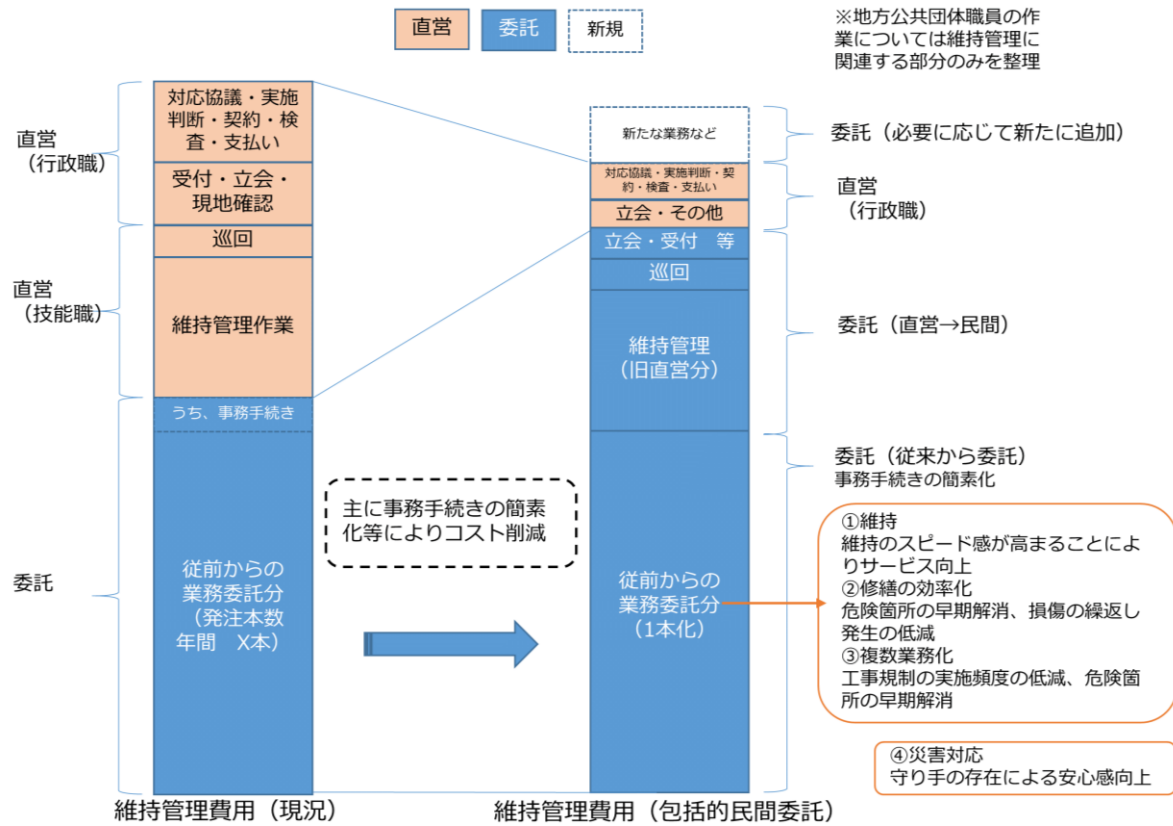 直営
委託
新規
※地方公共団体職員の作
業については維持管理に
関連する部分のみを整理
直営
（行政職）
対応協議・実施
判断・契約・検
査・支払い
受付・立会・
現地確認
直営
（技能職）
巡回
維持管理作業
委託
うち、事務手続き
従前からの
業務委託分
（発注本数
年間　X本）
維持管理費用（現況）
主に事務手続きの簡素
化等によりコスト削減
新たな業務など
対応協議・実施判断・契
約・検査・支払い
立会・その他
立会・受付　等
巡回
維持管理
（旧直営分）
従前からの
業務委託分
（1本化）
維持管理費用（包括的民間委託）
委託（必要に応じて新たに追加）
直営
（行政職）
委託（直営→民間）
委託（従来から委託）
事務手続きの簡素化
①維持
維持のスピード感が高まることによ
りサービス向上
②修繕の効率化
危険箇所の早期解消、損傷の繰返し
発生の低減
③複数業務化
工事規制の実施頻度の低減、危険箇
所の早期解消
④災害対応
守り手の存在による安心感向上